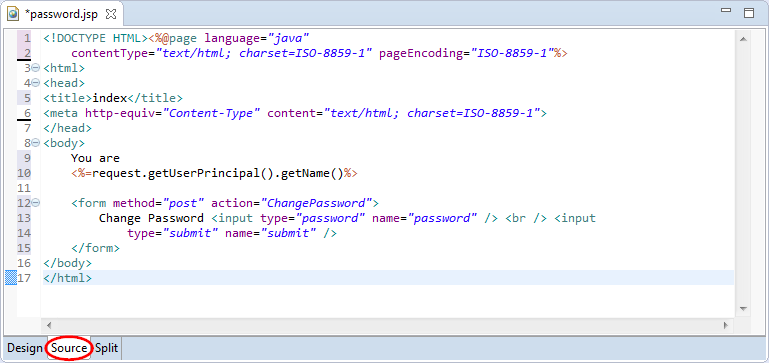 *password.jsp
1 <!DOCTYPE HTML><%@page language="java"
2     contentType="text/html; charset=ISO-8859-1" pageEncoding="ISO-8859-1"%>
3 <html>
4 <head>
5 <title>index</title>
6 <meta http-equiv="Content-Type" content="text/html; charset=ISO-8859-1">
7 </head>
8 <body>
9     You are
10     <%=request.getUserPrincipal().getName()%>
11
12     <form method="post" action="ChangePassword">
13         Change Password <input type="password" name="password" /> <br /> <input
14             type="submit" name="submit" />
15     </form>
16 </body>
17 </html>
Design Source Split